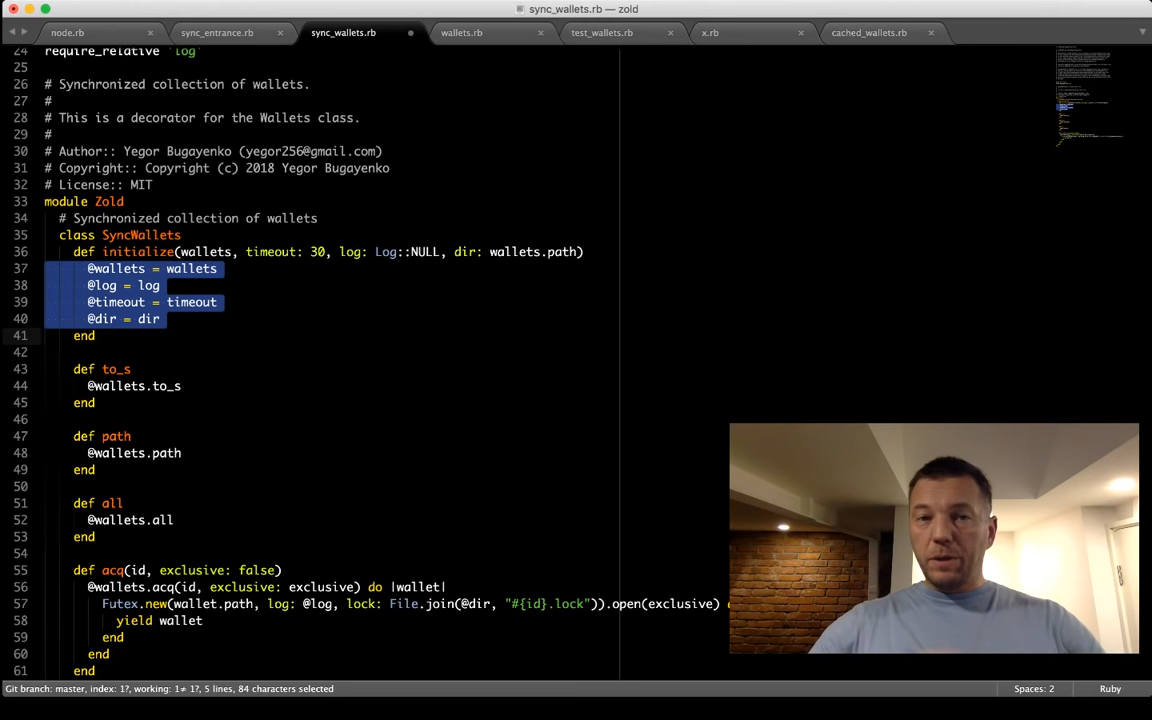 sync_wallets.rb — zold
node.rb
sync_entrance.rb
sync_wallets.rb
wallets.rb
test_wallets.rb
x.rb
cached_wallets.rb
24 require_relative 'log'
25
26 # Synchronized collection of wallets.
27 #
28 # This is a decorator for the Wallets class.
29 #
30 # Author:: Yegor Bugayenko (yegor256@gmail.com)
31 # Copyright:: Copyright (c) 2018 Yegor Bugayenko
32 # License:: MIT
33 module Zold
34 # Synchronized collection of wallets
35 class SyncWallets
36 def initialize(wallets, timeout: 30, log: Log::NULL, dir: wallets.path)
37 @wallets = wallets
38 @log = log
39 @timeout = timeout
40 @dir = dir
41 end
42
43 def to_s
44 @wallets.to_s
45 end
46
47 def path
48 @wallets.path
49 end
50
51 def all
52 @wallets.all
53 end
54
55 def acq(id, exclusive: false)
56 @wallets.acq(id, exclusive: exclusive) do |wallet|
57 Futex.new(wallet.path, log: @log, lock: File.join(@dir, "#{id}.lock")).open(exclusive)
58 yield wallet
59 end
60 end
61 end
Git branch: master, index: 1?, working: 1≠ 1?, 5 lines, 84 characters selected
Spaces: 2
Ruby